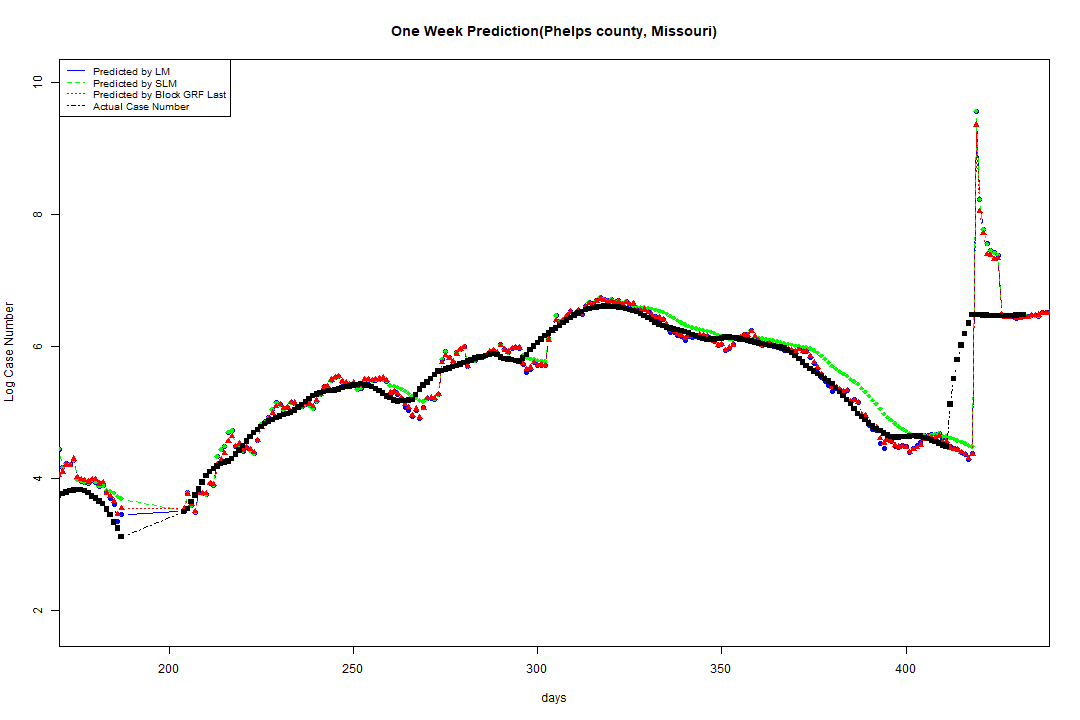 One Week Prediction(Phelps county, Missouri)
Predicted by LM
Predicted by SLM
Predicted by Block GRF Last
Actual Case Number
Log Case Number
10
8
6
4
2
200
250
300
350
400
days